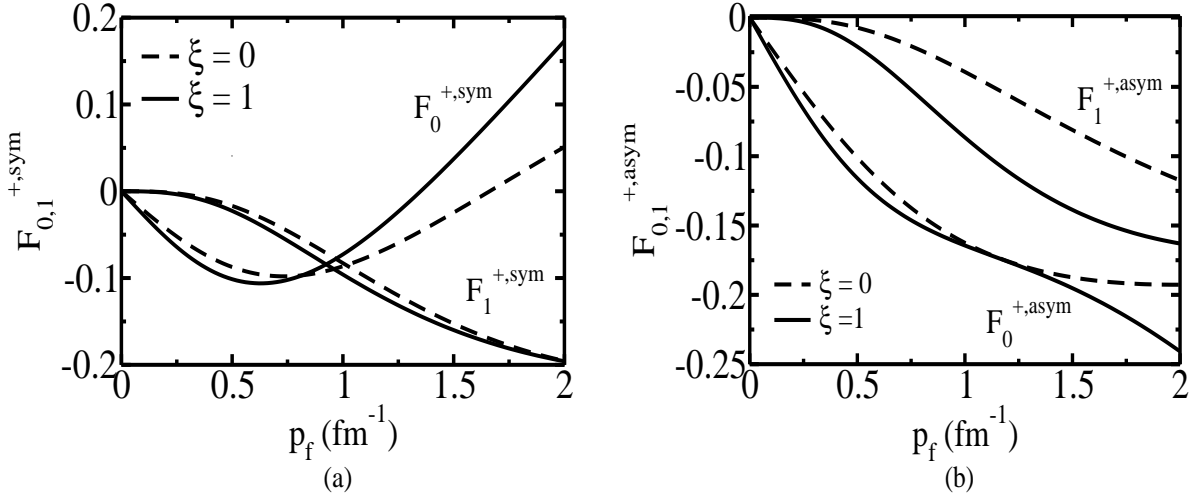 0.2
0.1
0
-0.1
-0.2
F0,1 +,sym
ξ = 0
ξ = 1
F0 +,sym
F1 +,sym
0 0.5 1 1.5 2
pf (fm-1)
(a)
0
-0.05
-0.1
-0.15
-0.2
-0.25
F0,1 +,asym
F1 +,asym
ξ = 0
ξ =1
F0 +,asym
0 0.5 1 1.5 2
pf (fm-1)
(b)